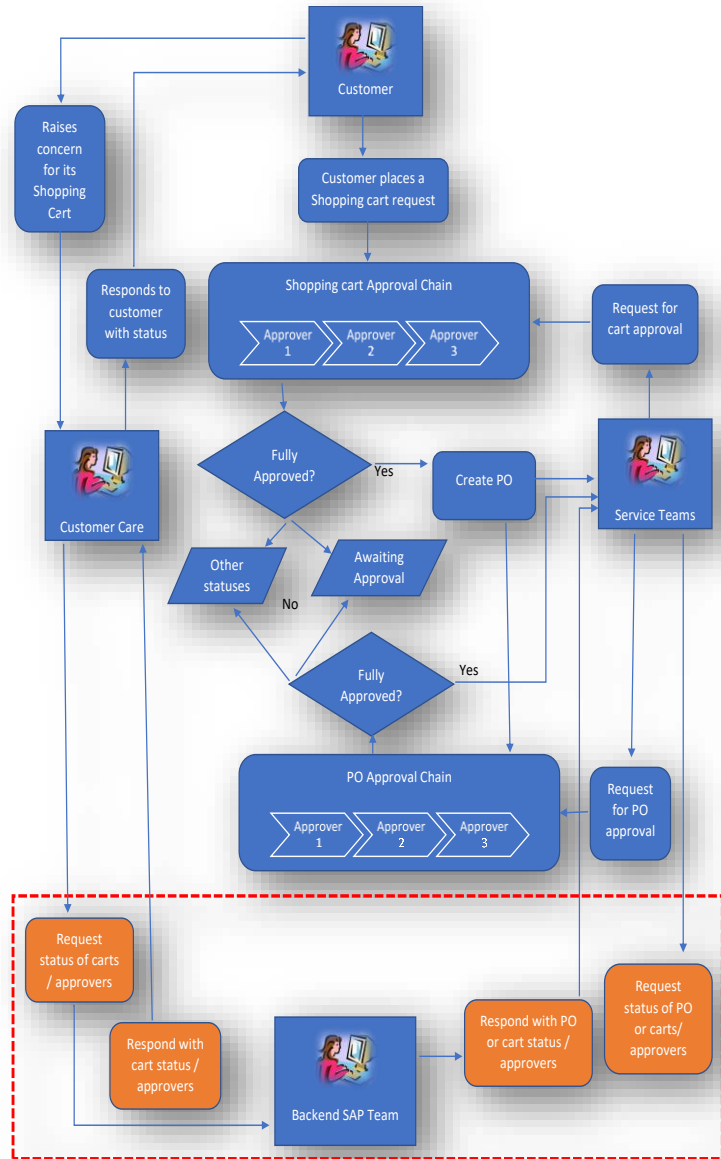 Customer
Raises
concern
for its
Shopping
Cart
Customer places a
Shopping cart request
Responds to
customer
with status
Shopping cart Approval Chain
Approver
1
Approver
2
Approver
3
Request for
cart approval
Fully
Approved?
Yes
Create PO
Customer Care
Service Teams
Other
statuses
Awaiting
Approval
No
Fully
Approved?
Yes
PO Approval Chain
Approver
1
Approver
2
Approver
3
Request
for PO
approval
Request
status of carts
/ approvers
Respond with
cart status /
approvers
Backend SAP Team
Respond with PO
or cart status /
approvers
Request
status of PO
or carts/
approvers